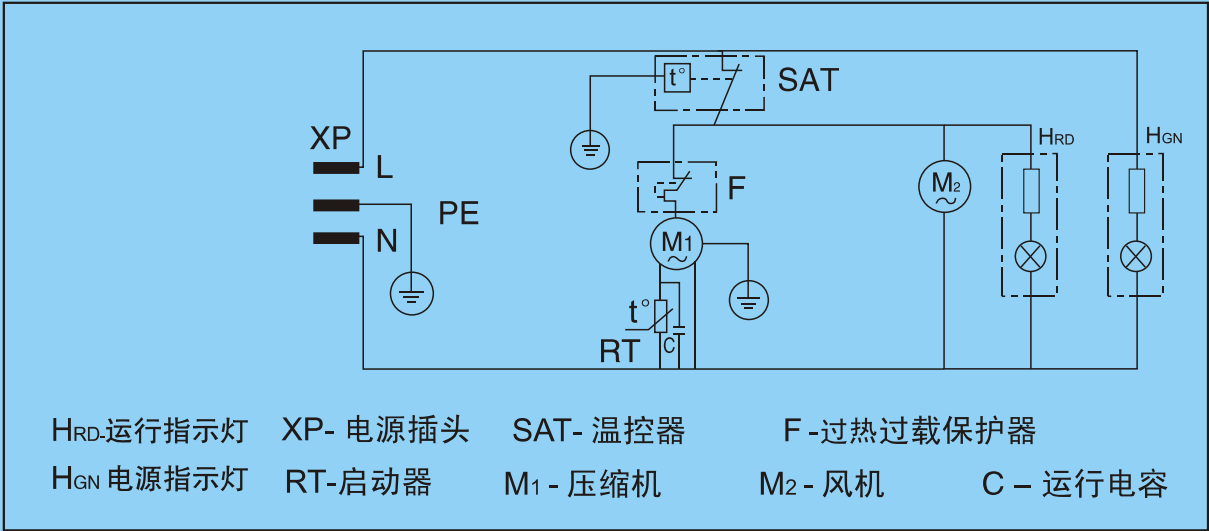 t° SAT
XP
L
HRD
HGN
F
M2
PE
N
M1
t°
RT
C
HRD-运行指示灯 XP- 电源插头 SAT- 温控器 F -过热过载保护器
HGN 电源指示灯 RT-启动器 M1 - 压缩机 M2 - 风机 C – 运行电容